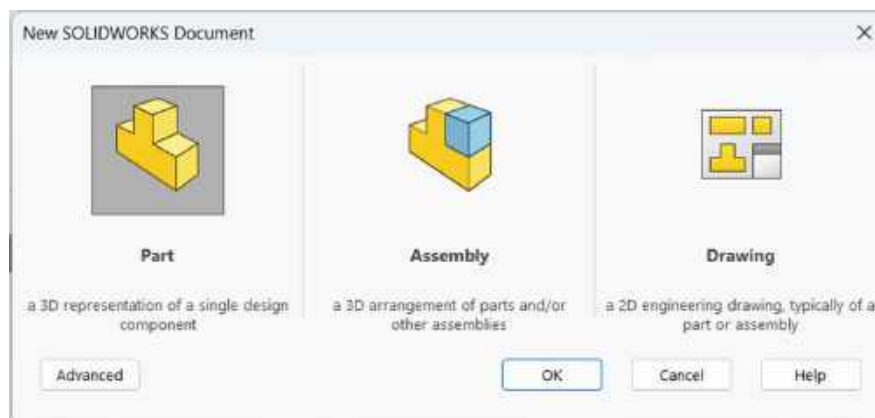 New SOLIDWORKS Document
Part
Assembly
Drawing
a 3D representation of a single design
component
a 3D arrangement of parts and/or
other assemblies
a 2D engineering drawing, typically of a
part or assembly
Advanced
OK
Cancel
Help